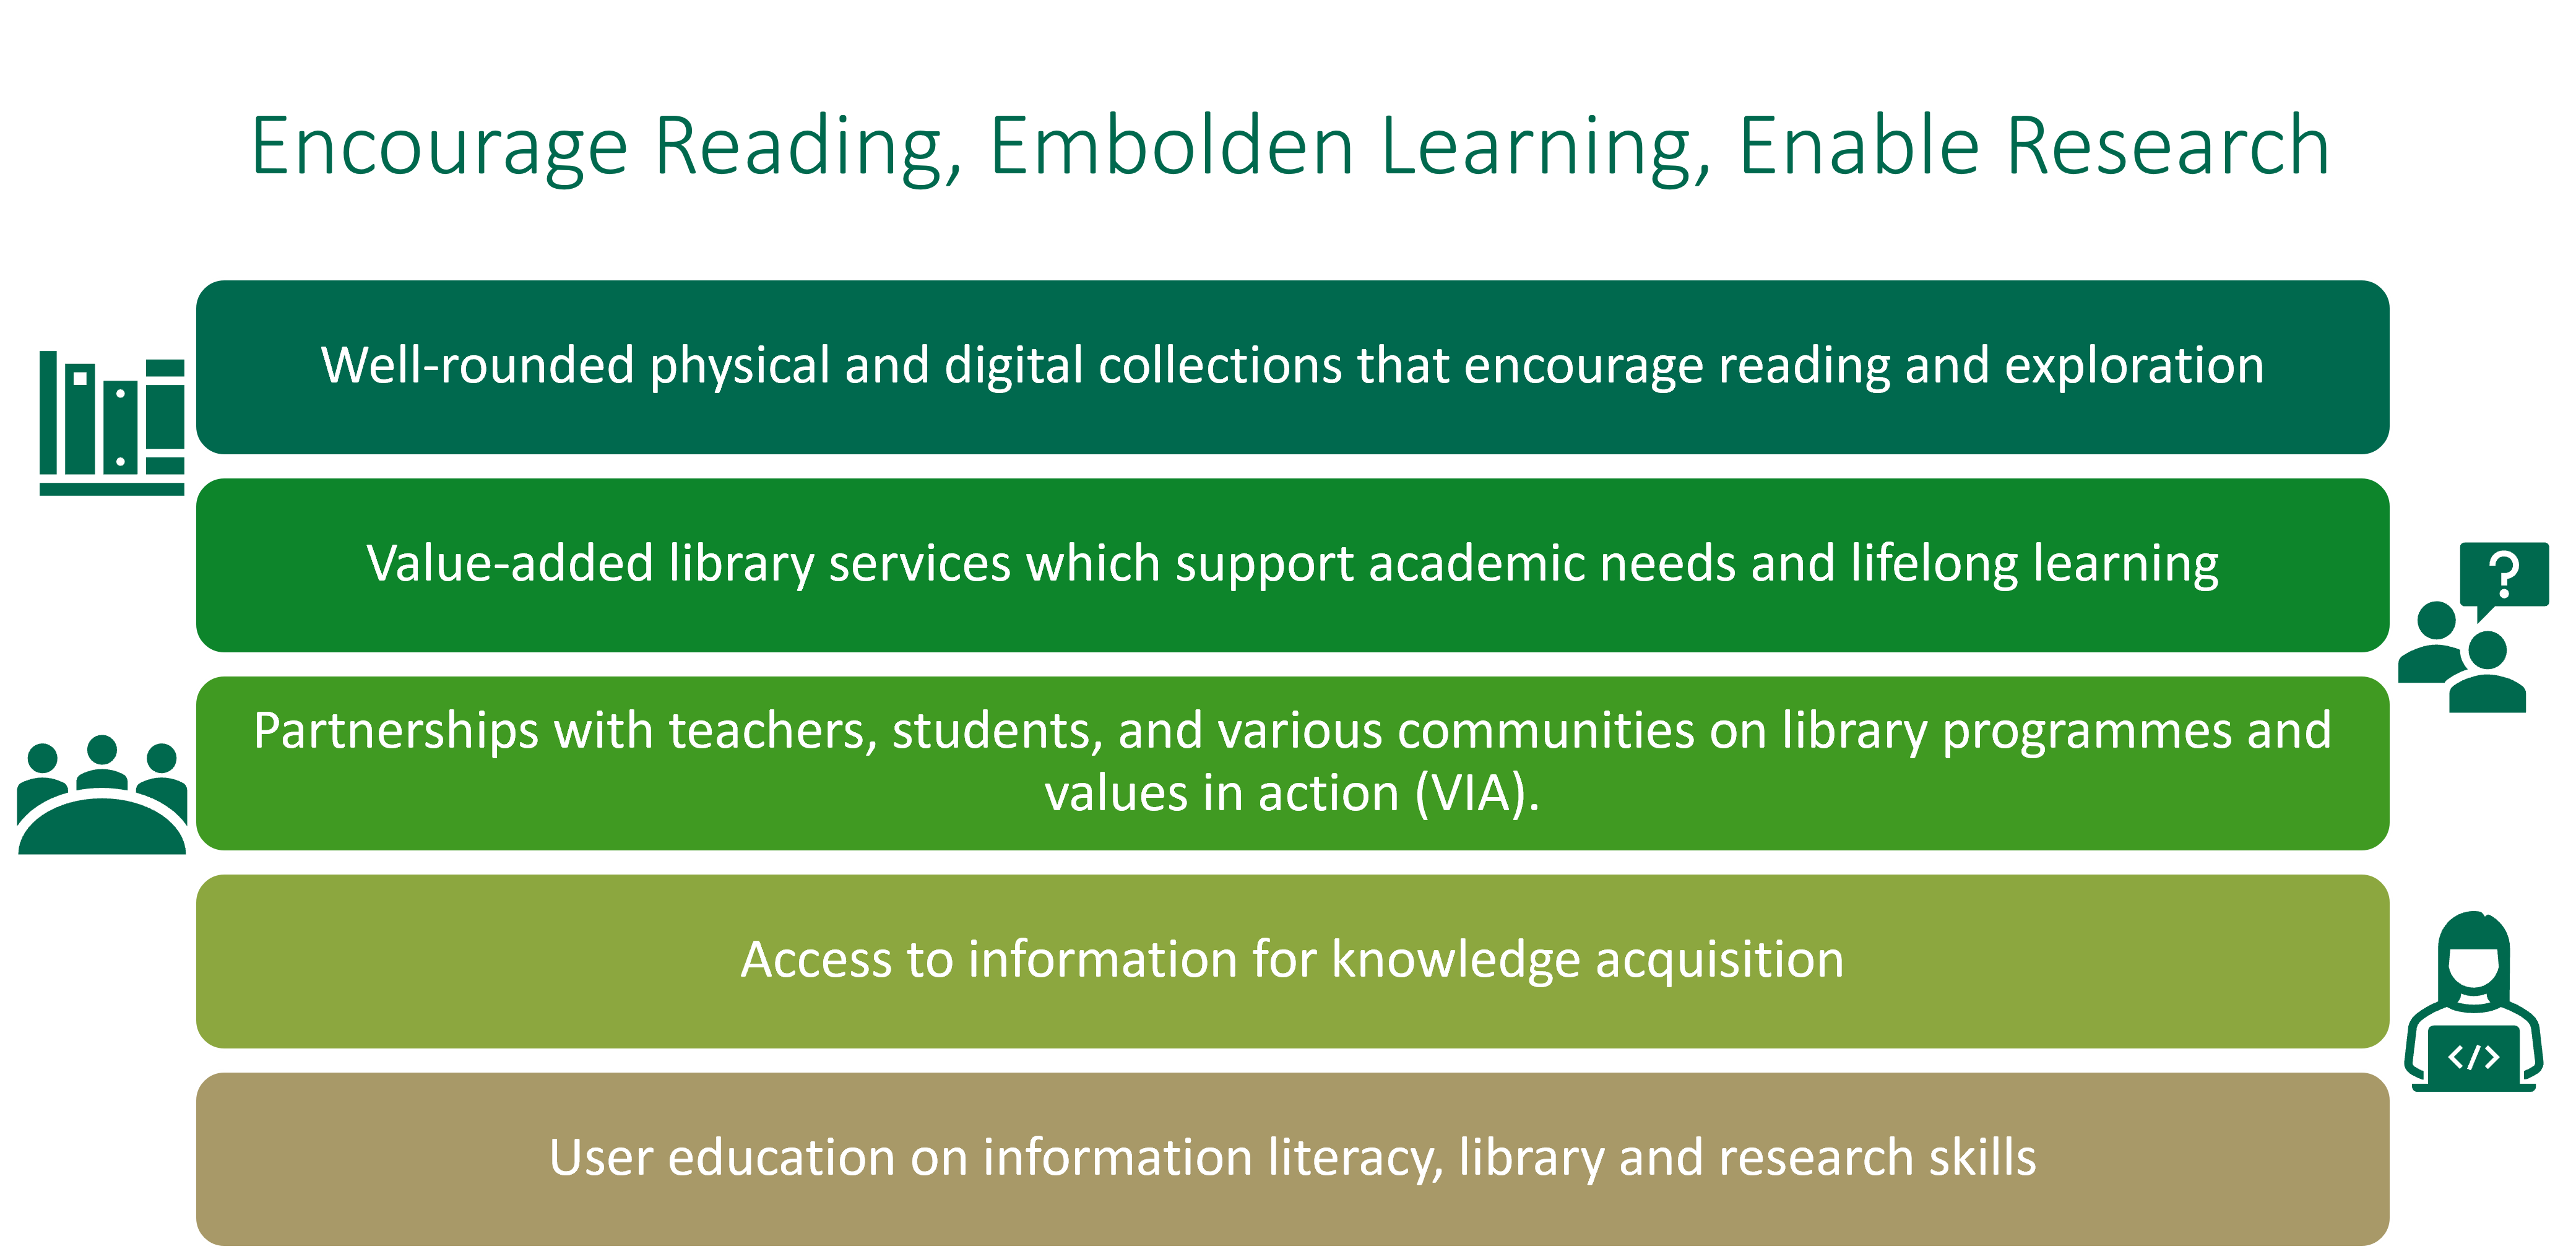 Encourage Reading, Embolden Learning, Enable Research
Well-rounded physical and digital collections that encourage reading and exploration
Value-added library services which support academic needs and lifelong learning
?
Partnerships with teachers, students, and various communities on library programmes and
values in action (VIA).
Access to information for knowledge acquisition
</>
User education on information literacy, library and research skills